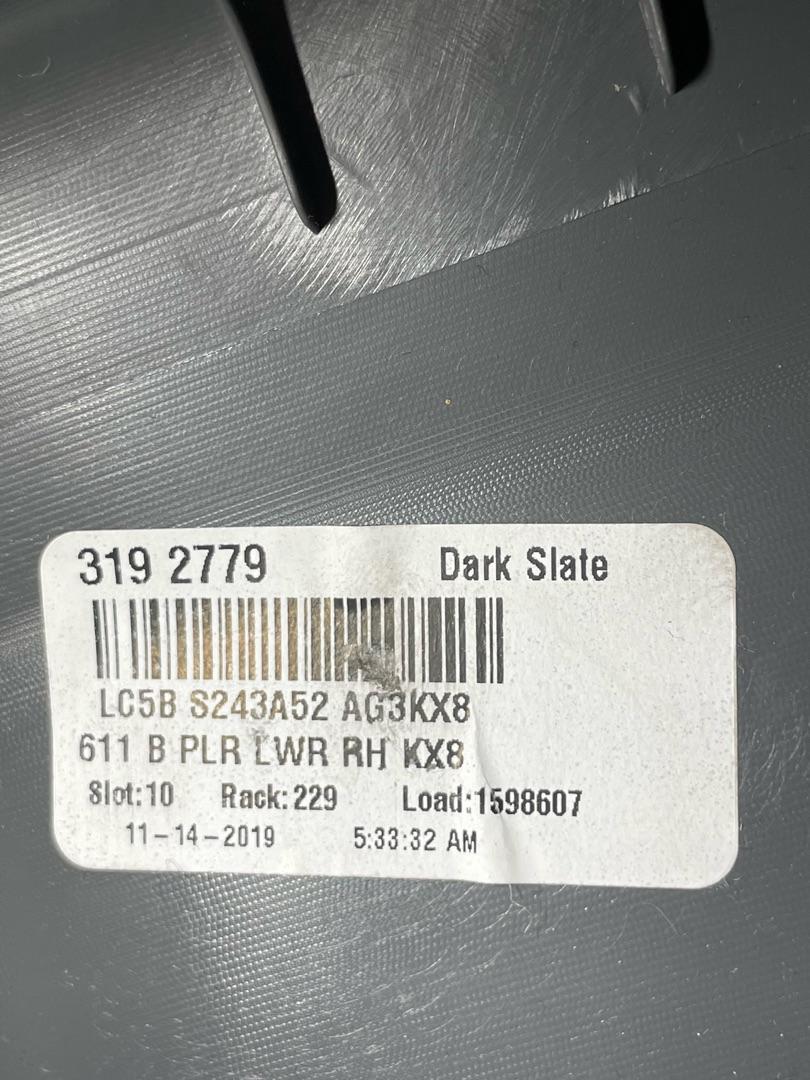 319 2779 Dark Slate
LC5B S243A52 AG3KX8
611 B PLR LWR RH KX8
Slot:10 Rack:229 Load:1598607
11-14-2019 5:33:32 AM